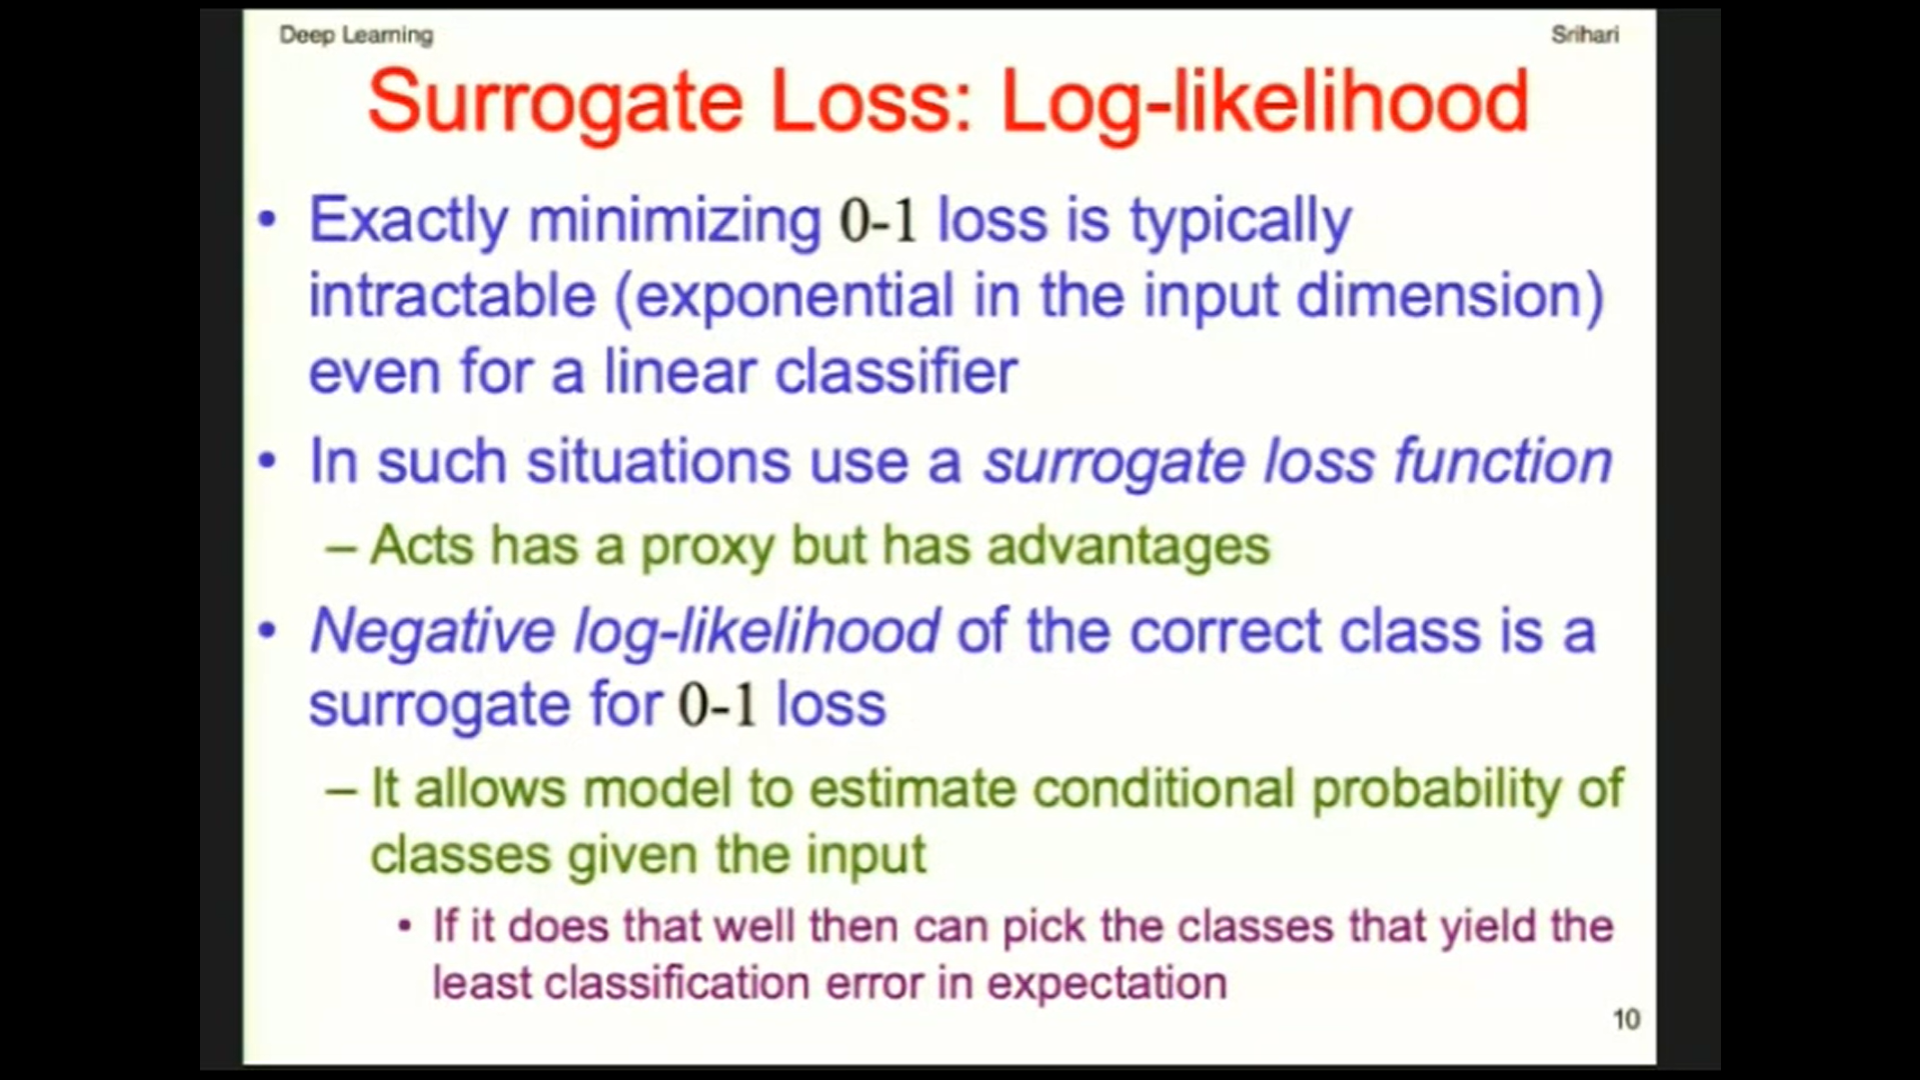 Deep Learning
Srihari
Surrogate Loss: Log-likelihood
• Exactly minimizing 0-1 loss is typically
intractable (exponential in the input dimension)
even for a linear classifier
• In such situations use a surrogate loss function
– Acts has a proxy but has advantages
• Negative log-likelihood of the correct class is a
surrogate for 0-1 loss
– It allows model to estimate conditional probability of
classes given the input
• If it does that well then can pick the classes that yield the
least classification error in expectation
10